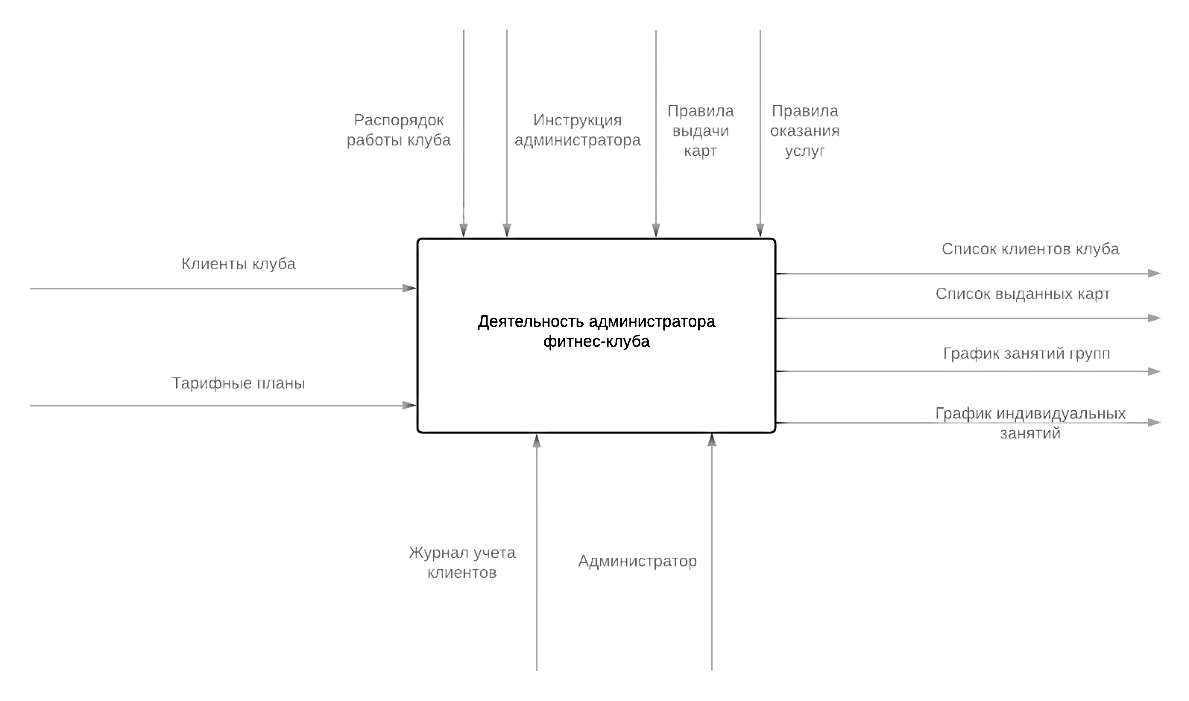 Распорядок
работы клуба
Инструкция
администратора
Правила
выдачи
карт
Правила
оказания
услуг
Клиенты клуба
Тарифные планы
Деятельность администратора
фитнес-клуба
Список клиентов клуба
Список выданных карт
График занятий групп
График индивидуальных
занятий
Журнал учета
клиентов
Администратор